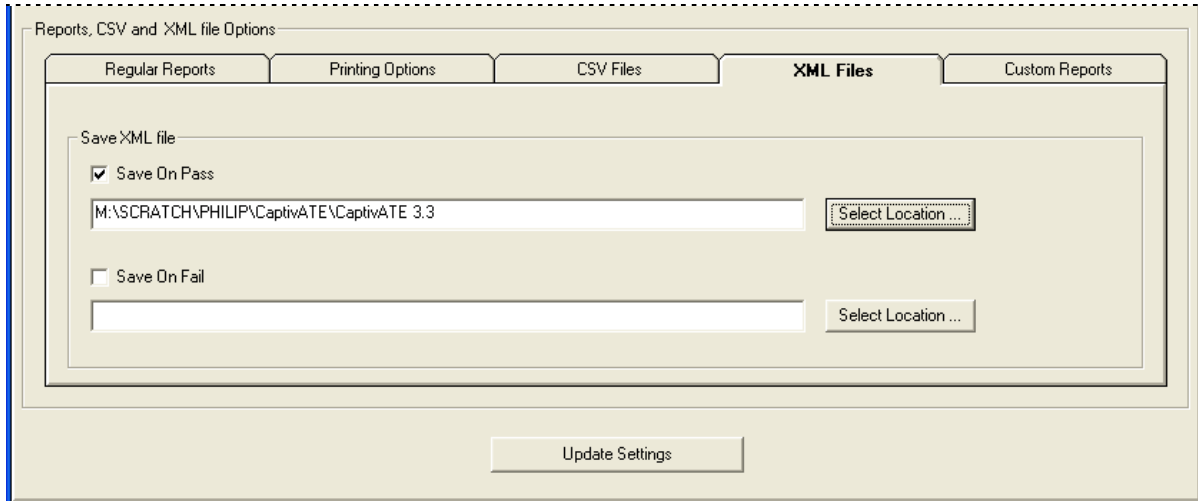 Reports, CSV and XML file Options
Regular Reports
Printing Options
CSV Files
XML Files
Custom Reports
Save XML file
Save On Pass
M:\SCRATCH\PHILIP\CaptivATE\CaptivATE 3.3
Select Location ...
Save On Fail
Select Location ...
Update Settings